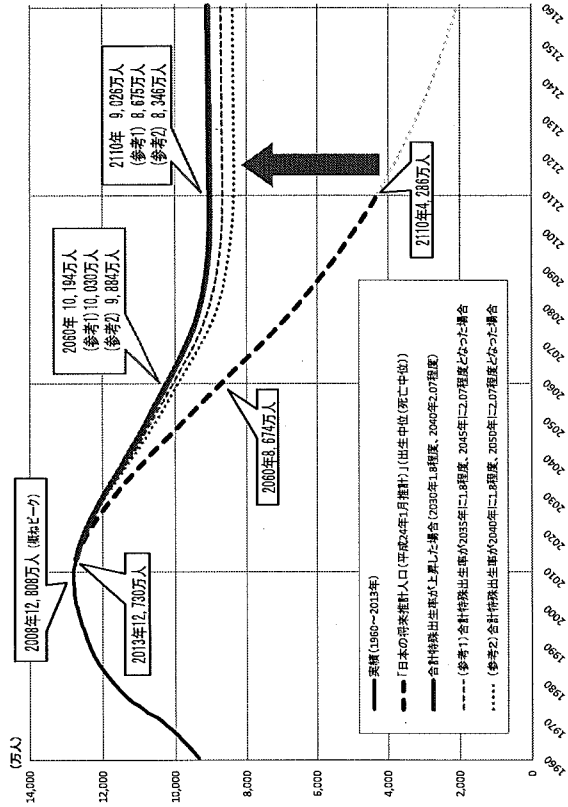 (万人)
14,000
12,000
10,000
8,000
6,000
4,000
2,000
0
2008年12,808万人(概ねピーク)
2013年12,730万人
2060年 10,194万人
(参考1)10,030万人
(参考2) 9,884万人
2110年 9,026万人
(参考1) 8,675万人
(参考2) 8,346万人
2060年8,674万人
2110年4,286万人
実績(1960~2013年)
「日本の将来推計人口(平成24年1月推計)」(出生中位(死亡中位))
合計特殊出生率が上昇した場合(2030年1.8程度、2040年2.07程度)
(参考1)合計特殊出生率が2035年に1.8程度、2045年に2.07程度となった場合
(参考2)合計特殊出生率が2040年に1.8程度、2050年に2.07程度となった場合
1960
1970
1980
1990
2000
2010
2020
2030
2040
2050
2060
2070
2080
2090
2100
2110
2120
2130
2140
2150
2160